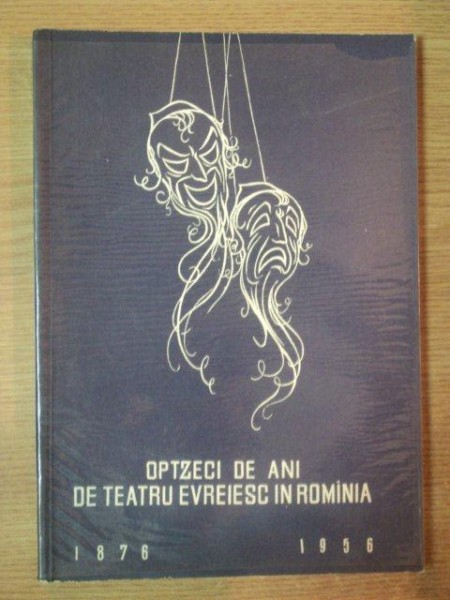 OPTZECI DE ANI
DE TEATRU EVREIESC IN ROMÎNIA
1876 1956